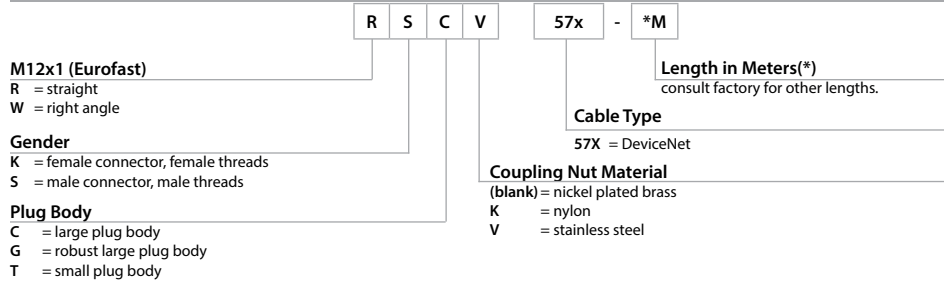 R S C V 57x - *M
M12x1 (Eurofast)
R = straight
W = right angle
Gender
K = female connector, female threads
S = male connector, male threads
Plug Body
C = large plug body
G = robust large plug body
T = small plug body
Length in Meters(*)
consult factory for other lengths.
Cable Type
57X = DeviceNet
Coupling Nut Material
(blank) = nickel plated brass
K = nylon
V = stainless steel